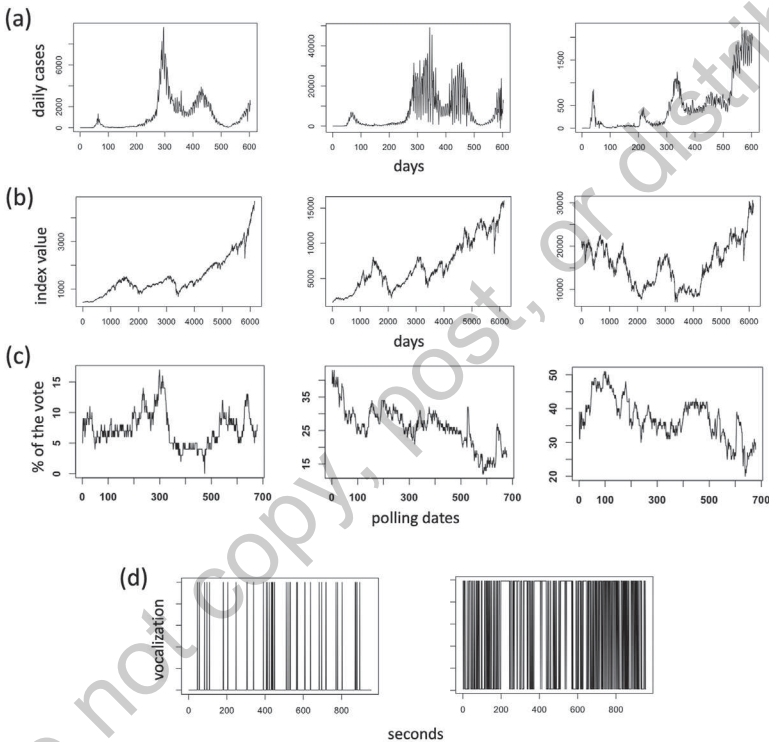 (a)
daily cases
6000
2000
0
0 100 200 300 400 500 600
40000
20000
0
0 100 200 300 400 500 600
1500
500
0
0 100 200 300 400 500 600
days
(b)
index value
3000
1000
0 1000 2000 3000 4000 5000 6000
15000
10000
5000
0 1000 2000 3000 4000 5000 6000
30000
20000
10000
0 1000 2000 3000 4000 5000 6000
days
(c)
% of the vote
15
10
5
0
0 100 300 500 700
35
25
15
0 100 300 500 700
50
40
30
20
0 100 300 500 700
polling dates
(d)
vocalization
0 200 400 600 800
0 200 400 600 800
seconds
not copy, post, or distrib